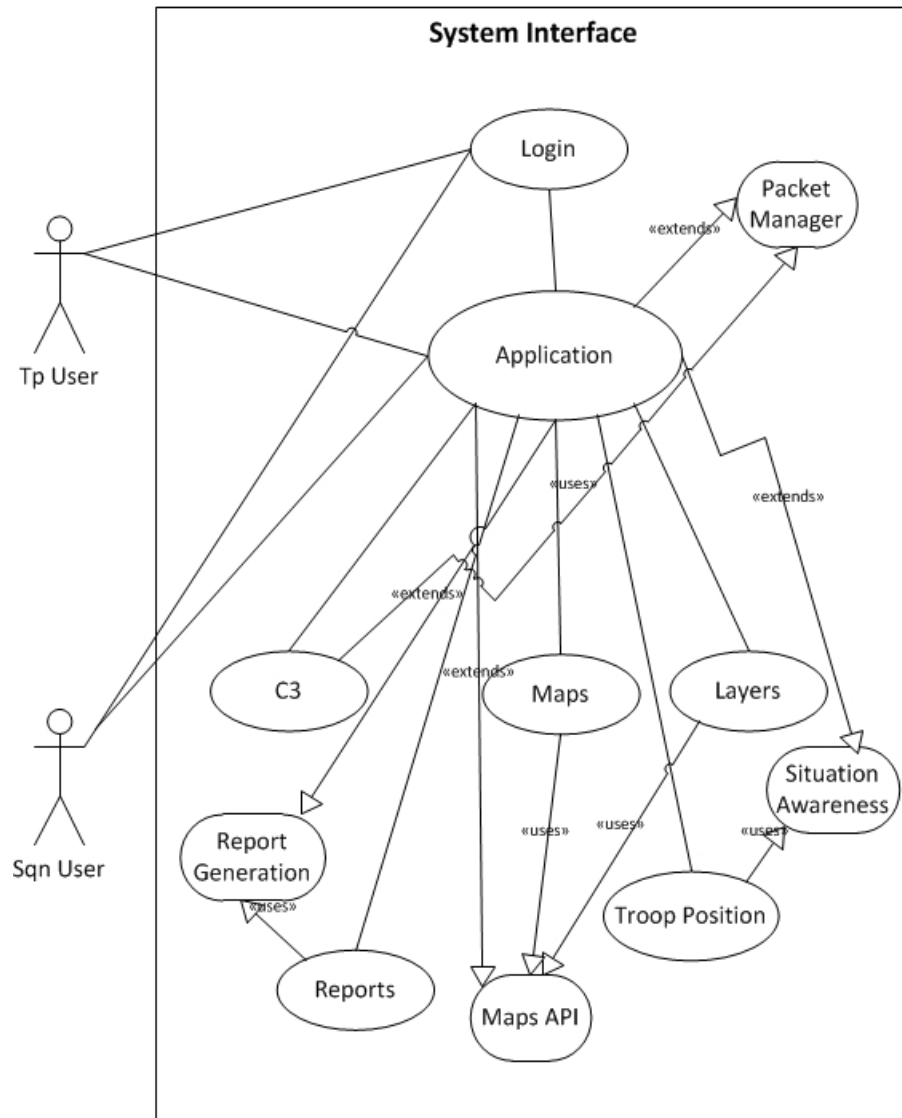 System Interface
Login
Packet
Manager
«extends»
Application
Tp User
«uses»
«extends»
«extends»
«extends»
C3
Maps
Layers
Situation
Awareness
«uses»
«uses»
«uses»
Report
Generation
Sqn User
«uses»
Troop Position
Reports
Maps API